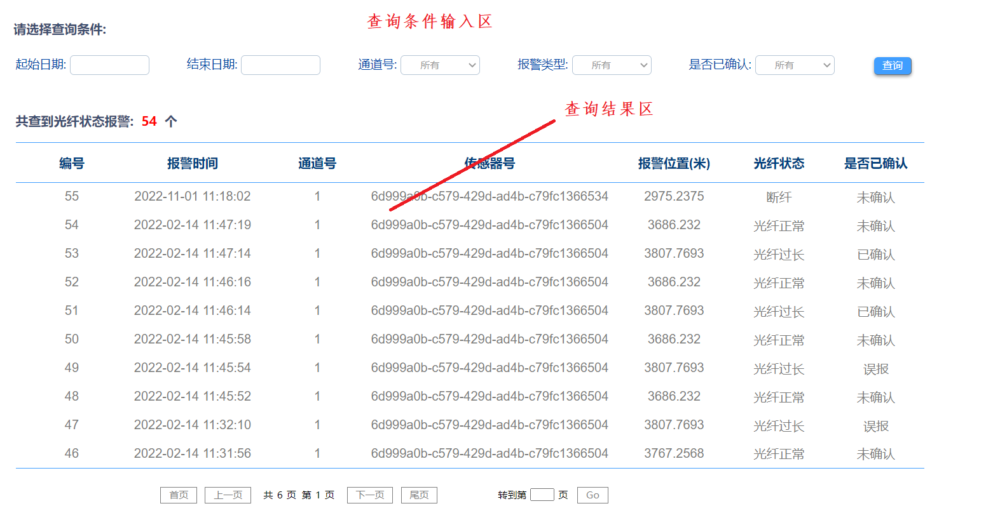 查询条件输入区
请选择查询条件:
起始日期: 结束日期: 通道号: 所有 报警类型: 所有 是否已确认: 所有 查询
查询结果区
共查到光纤状态报警: 54 个
编号 报警时间 通道号 传感器号 报警位置(米) 光纤状态 是否已确认
55 2022-11-01 11:18:02 1 6d999a0b-c579-429d-ad4b-c79fc1366534 2975.2375 断纤 未确认
54 2022-02-14 11:47:19 1 6d999a0b-c579-429d-ad4b-c79fc1366504 3686.232 光纤正常 未确认
53 2022-02-14 11:47:14 1 6d999a0b-c579-429d-ad4b-c79fc1366504 3807.7693 光纤过长 已确认
52 2022-02-14 11:46:16 1 6d999a0b-c579-429d-ad4b-c79fc1366504 3686.232 光纤正常 未确认
51 2022-02-14 11:46:14 1 6d999a0b-c579-429d-ad4b-c79fc1366504 3807.7693 光纤过长 已确认
50 2022-02-14 11:45:58 1 6d999a0b-c579-429d-ad4b-c79fc1366504 3686.232 光纤正常 未确认
49 2022-02-14 11:45:54 1 6d999a0b-c579-429d-ad4b-c79fc1366504 3807.7693 光纤过长 误报
48 2022-02-14 11:45:52 1 6d999a0b-c579-429d-ad4b-c79fc1366504 3686.232 光纤正常 未确认
47 2022-02-14 11:32:10 1 6d999a0b-c579-429d-ad4b-c79fc1366504 3807.7693 光纤过长 误报
46 2022-02-14 11:31:56 1 6d999a0b-c579-429d-ad4b-c79fc1366504 3767.2568 光纤正常 未确认
首页 上一页 共 6 页 第 1 页 下一页 尾页 转到第 页 Go